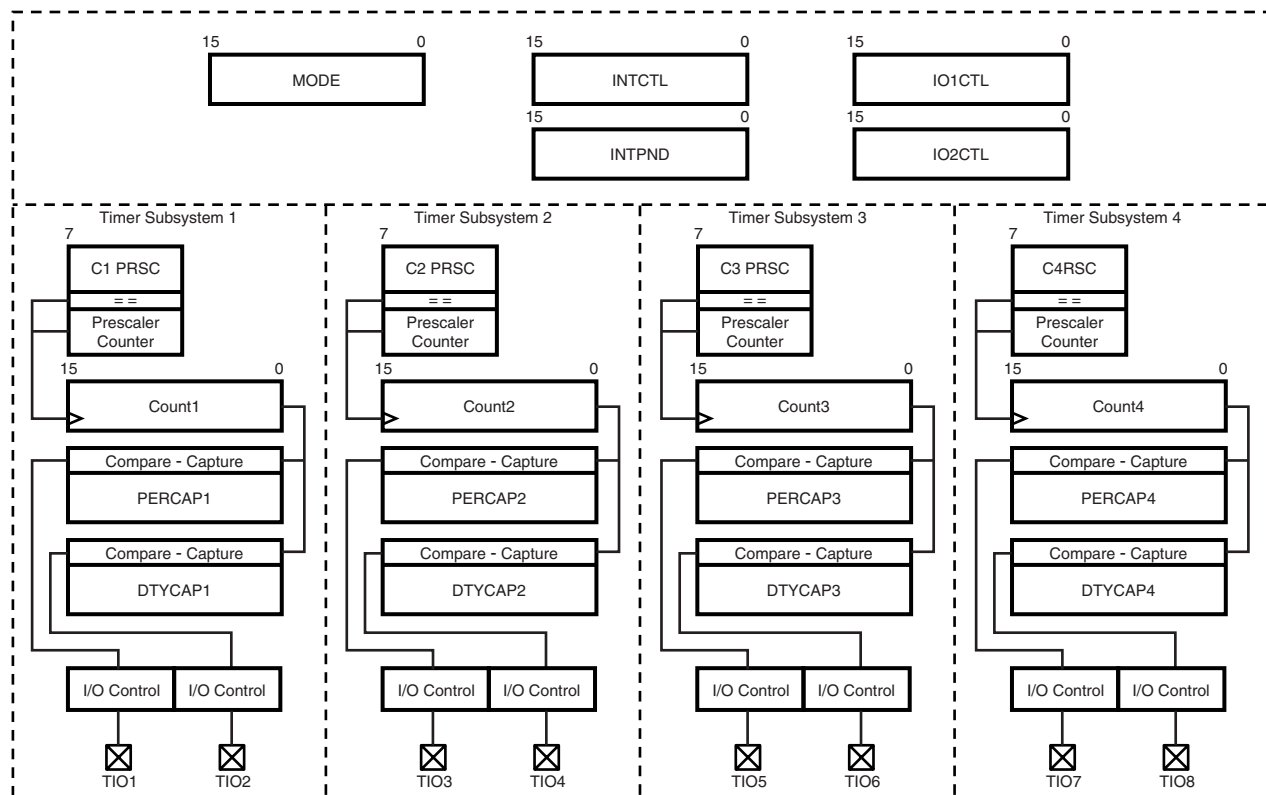 15 0 15 0 15 0
MODE INTCTL IO1CTL
15 0 15 0
INTPND IO2CTL
Timer Subsystem 1 Timer Subsystem 2 Timer Subsystem 3 Timer Subsystem 4
7 7 7 7
C1 PRSC C2 PRSC C3 PRSC C4RSC
= = = = = = = =
Prescaler Prescaler Prescaler Prescaler
Counter Counter Counter Counter
15 0 15 0 15 0 15 0
Count1 Count2 Count3 Count4
Compare - Capture Compare - Capture Compare - Capture Compare - Capture
PERCAP1 PERCAP2 PERCAP3 PERCAP4
Compare - Capture Compare - Capture Compare - Capture Compare - Capture
DTYCAP1 DTYCAP2 DTYCAP3 DTYCAP4
I/O Control I/O Control I/O Control I/O Control I/O Control I/O Control I/O Control I/O Control
TIO1 TIO2 TIO3 TIO4 TIO5 TIO6 TIO7 TIO8